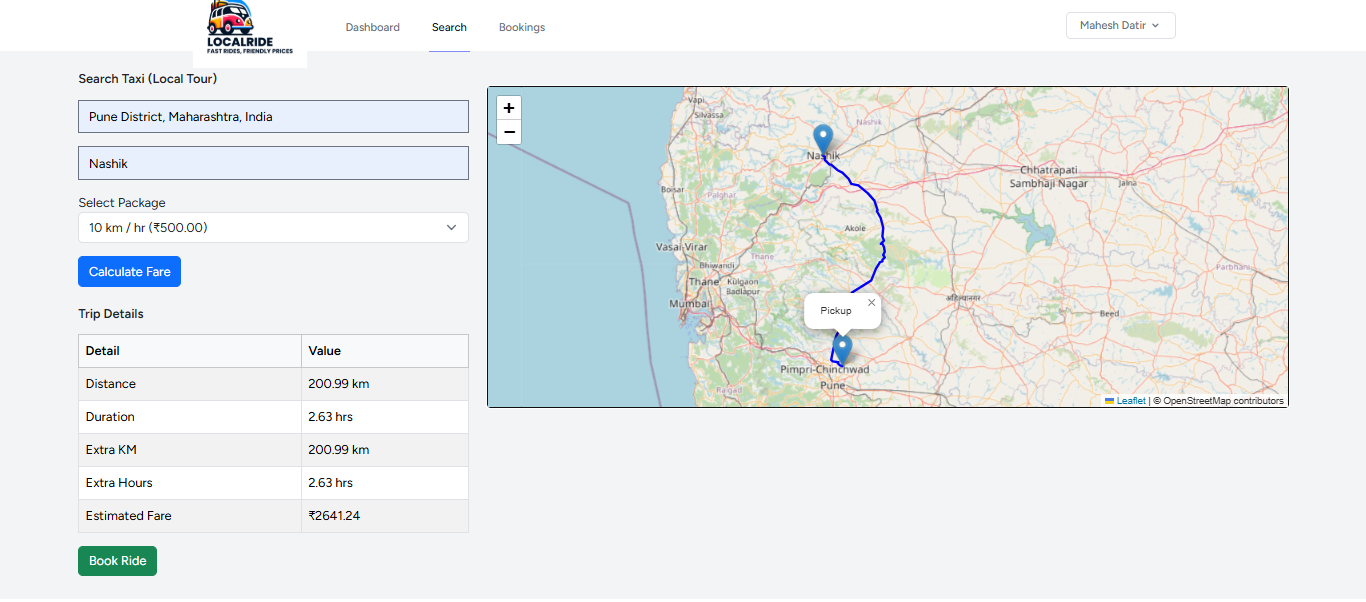 LOCALRIDE
FAST RIDES, FRIENDLY PRICES
Dashboard
Search
Bookings
Mahesh Datir
Search Taxi (Local Tour)
Pune District, Maharashtra, India
Nashik
Select Package
10 km / hr (₹500.00)
Calculate Fare
Trip Details
Detail Value
Distance 200.99 km
Duration 2.63 hrs
Extra KM 200.99 km
Extra Hours 2.63 hrs
Estimated Fare ₹2641.24
Book Ride
+
−
Vapi
Silvassa
Nashik
Nashik
Chhatrapati
Sambhaji Nagar
Jalna
Boisar
Palghar
Akole
Vasai-Virar
Thane
Bhiwandi
Parbhani
Thane
Kulgaon
Badlapur
Mumbai
अहिल्यानगर
Beed
Pickup
×
Pimpri-Chinchwad
Pune
Raigad
Leaflet | © OpenStreetMap contributors